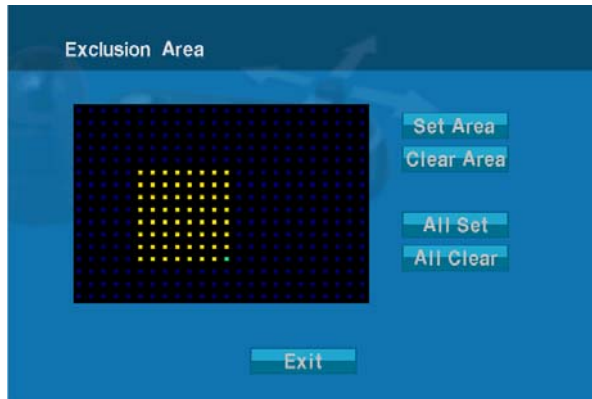 Exclusion Area
Set Area
Clear Area
All Set
All Clear
Exit